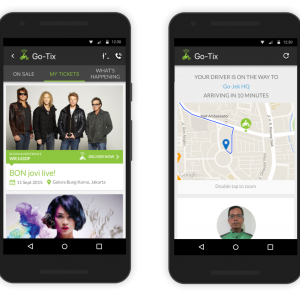 12:30
Go-Tix
ON SALE
MY TICKETS
WHAT'S
HAPPENING
DELIVER NOW
BON jovi live!
11 Sept 2015
Gelora Bung Karno, Jakarta
12:30
Go-Tix
YOUR DRIVER IS ON THE WAY TO
Go-Jek HQ
ARRIVING IN 10 MINUTES
Double tap to zoom